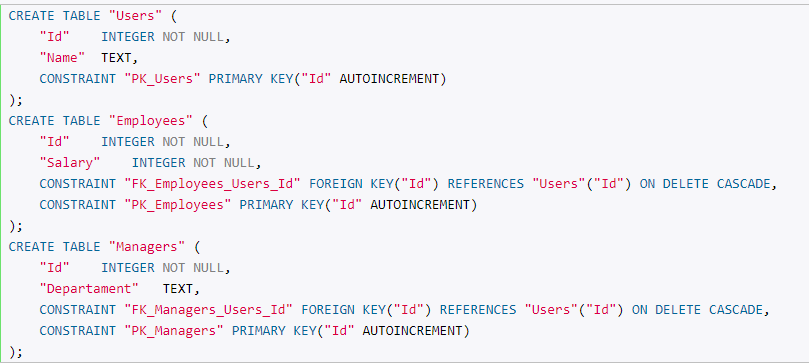 CREATE TABLE "Users" (
    "Id"    INTEGER NOT NULL,
    "Name"  TEXT,
    CONSTRAINT "PK_Users" PRIMARY KEY("Id" AUTOINCREMENT)
);
CREATE TABLE "Employees" (
    "Id"    INTEGER NOT NULL,
    "Salary"    INTEGER NOT NULL,
    CONSTRAINT "FK_Employees_Users_Id" FOREIGN KEY("Id") REFERENCES "Users"("Id") ON DELETE CASCADE,
    CONSTRAINT "PK_Employees" PRIMARY KEY("Id" AUTOINCREMENT)
);
CREATE TABLE "Managers" (
    "Id"    INTEGER NOT NULL,
    "Departament"   TEXT,
    CONSTRAINT "FK_Managers_Users_Id" FOREIGN KEY("Id") REFERENCES "Users"("Id") ON DELETE CASCADE,
    CONSTRAINT "PK_Managers" PRIMARY KEY("Id" AUTOINCREMENT)
);